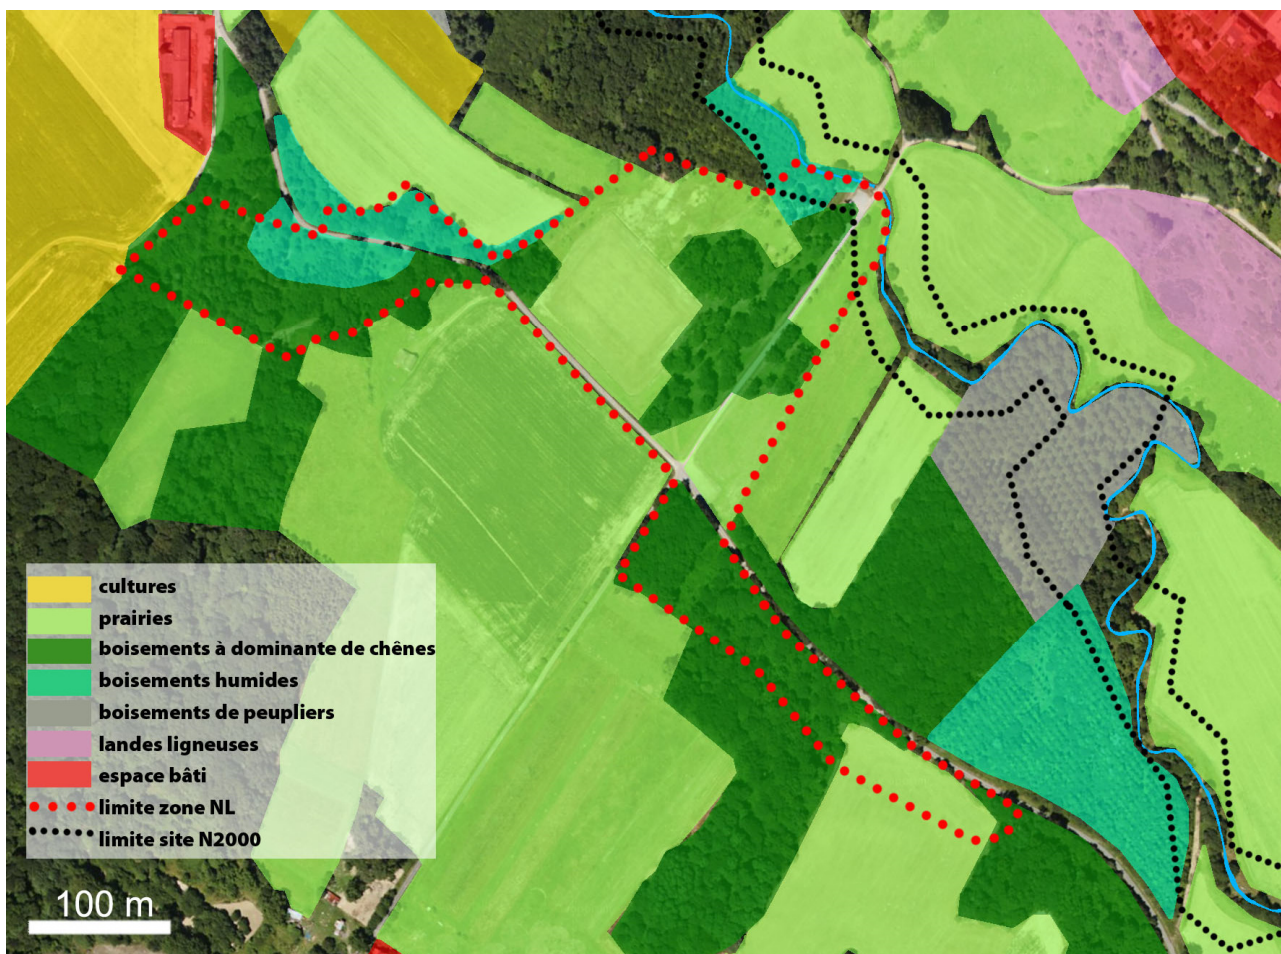 cultures
prairies
boisements à dominante de chênes
boisements humides
boisements de peupliers
landes ligneuses
espace bâti
limite zone NL
limite site N2000
100 m